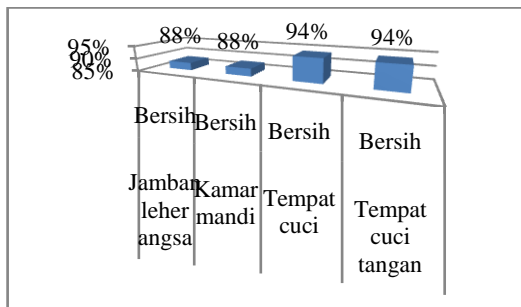 88% 88% 94% 94%
95%
90%
85%
Bersih Bersih Bersih Bersih
Jamban leher angsa
Kamar mandi
Tempat cuci
Tempat cuci tangan